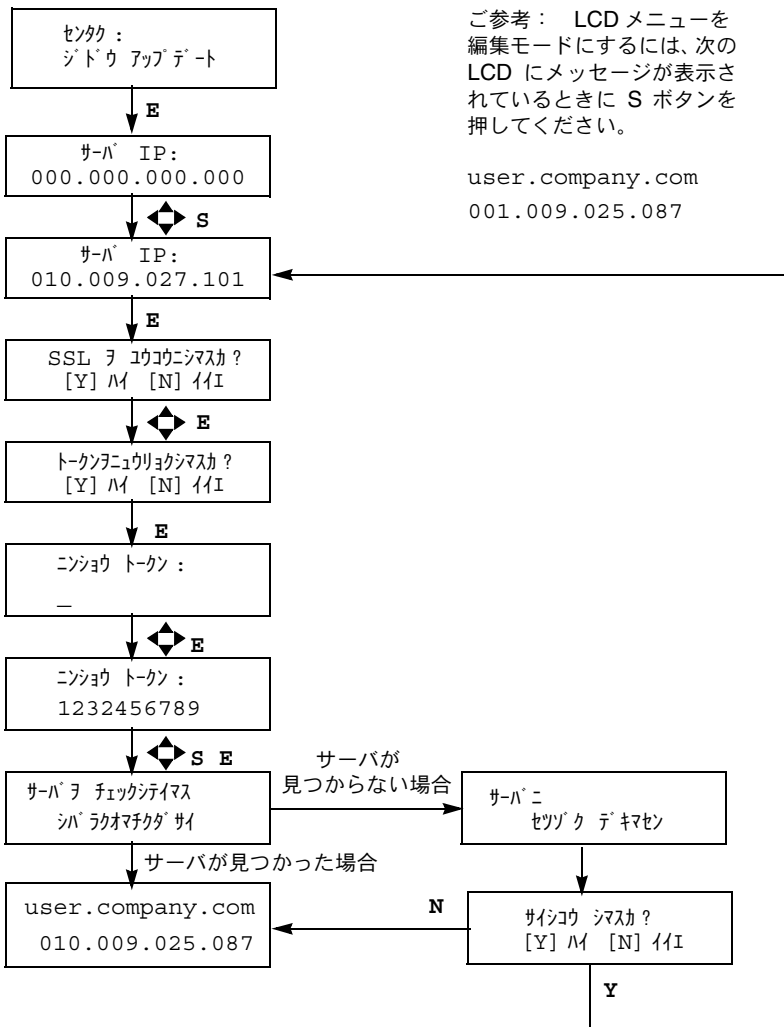 センタク :
ジドウ アップデート
E
サーバ IP:
000.000.000.000
S
サーバ IP:
010.009.027.101
E
SSL ヲ ユウコウニシマスカ ?
[Y] ハイ [N] イイエ
E
トークンヲニュウリョクシマスカ ?
[Y] ハイ [N] イイエ
E
ニンショウ トークン :
_
E
ニンショウ トークン :
1232456789
S E
サーバヲ チェックシテイマス
シバラクオマチクダサイ
サーバが
見つからない場合
サーバニ
セツゾク デキマセン
サーバが見つかった場合
user.company.com
010.009.025.087
N
サイシコウ シマスカ ?
[Y] ハイ [N] イイエ
Y
ご参考： LCD メニューを
編集モードにするには、次の
LCD にメッセージが表示さ
れているときに S ボタンを
押してください。
user.company.com
001.009.025.087